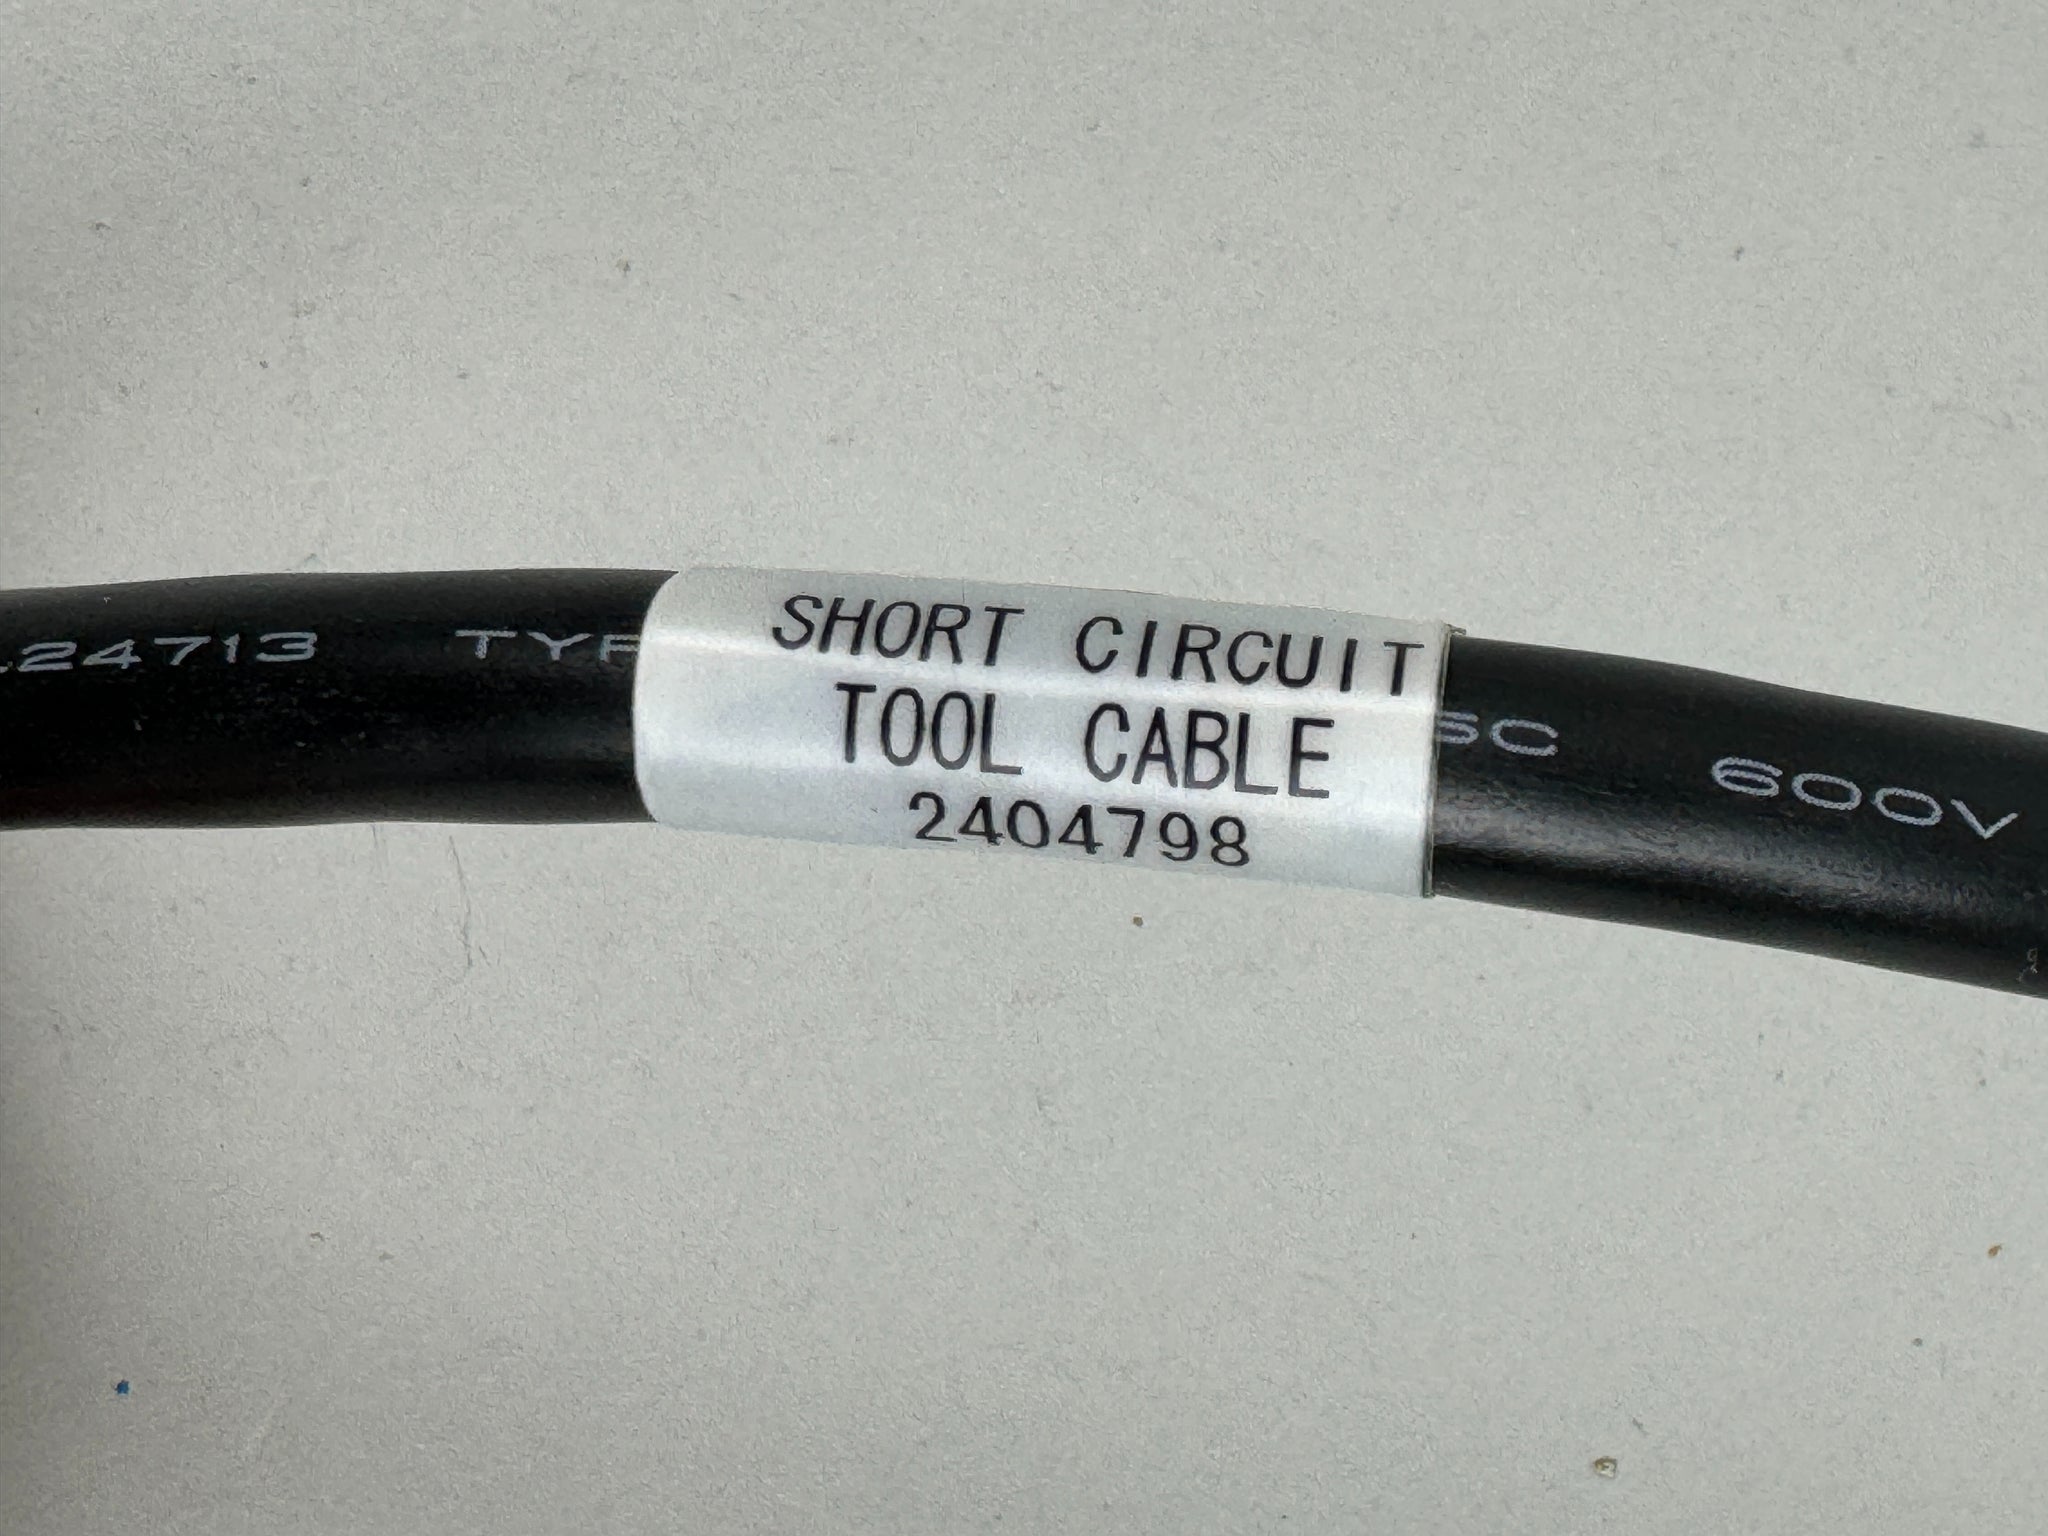 SHORT CIRCUIT
TOOL CABLE
2404798
24713 600V